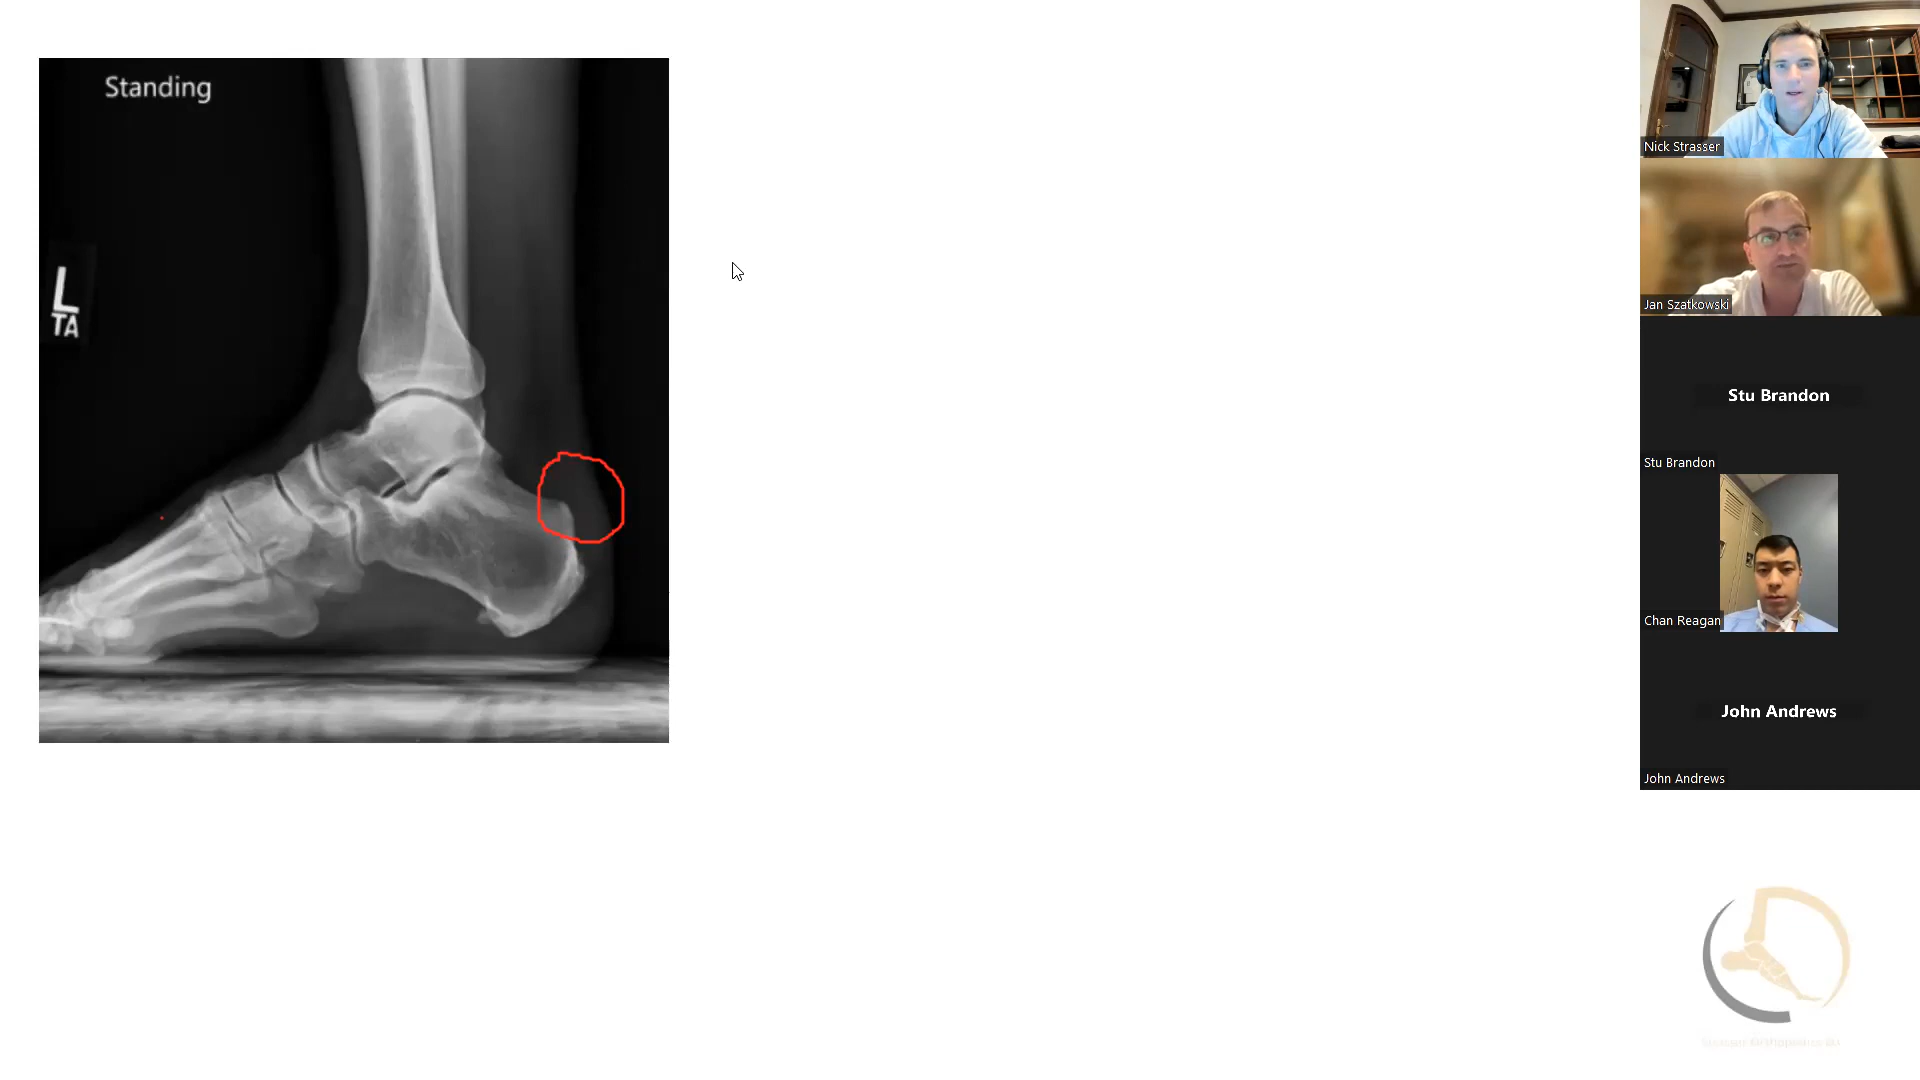 Standing
L
TA
Nick Strasser
Jan Szatkowski
Stu Brandon
Stu Brandon
Chan Reagan
John Andrews
John Andrews